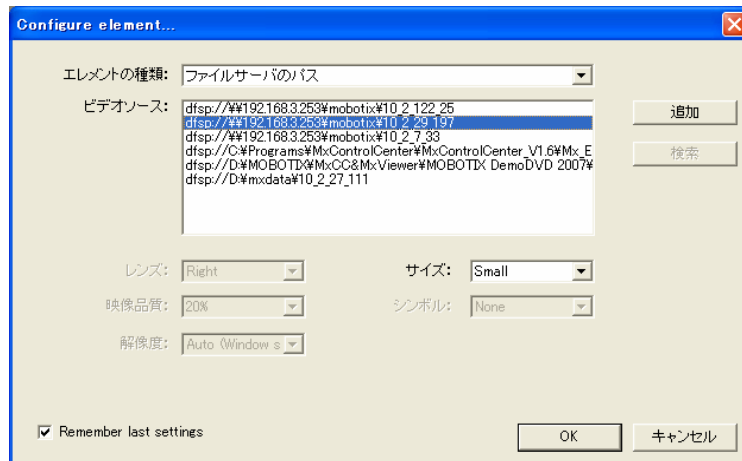 Configure element...
エレメントの種類: ファイルサーバのパス
ビデオソース: dfsp://¥¥192.168.3.253¥mobotix¥10_2_122_25
dfsp://¥¥192.168.3.253¥mobotix¥10_2_29_197
dfsp://¥¥192.168.3.253¥mobotix¥10_2_7_33
dfsp://C:¥Programs¥MxControlCenter¥MxControlCenter_V1.6¥Mx_E
dfsp://D:¥MOBOTIX¥MxCC&MxViewer¥MOBOTIX DemoDVD 2007¥
dfsp://D:¥mxdata¥10_2_27_111
追加
検索
レンズ: Right サイズ: Small
映像品質: 20% シンボル: None
解像度: Auto (Window s
Remember last settings OK キャンセル